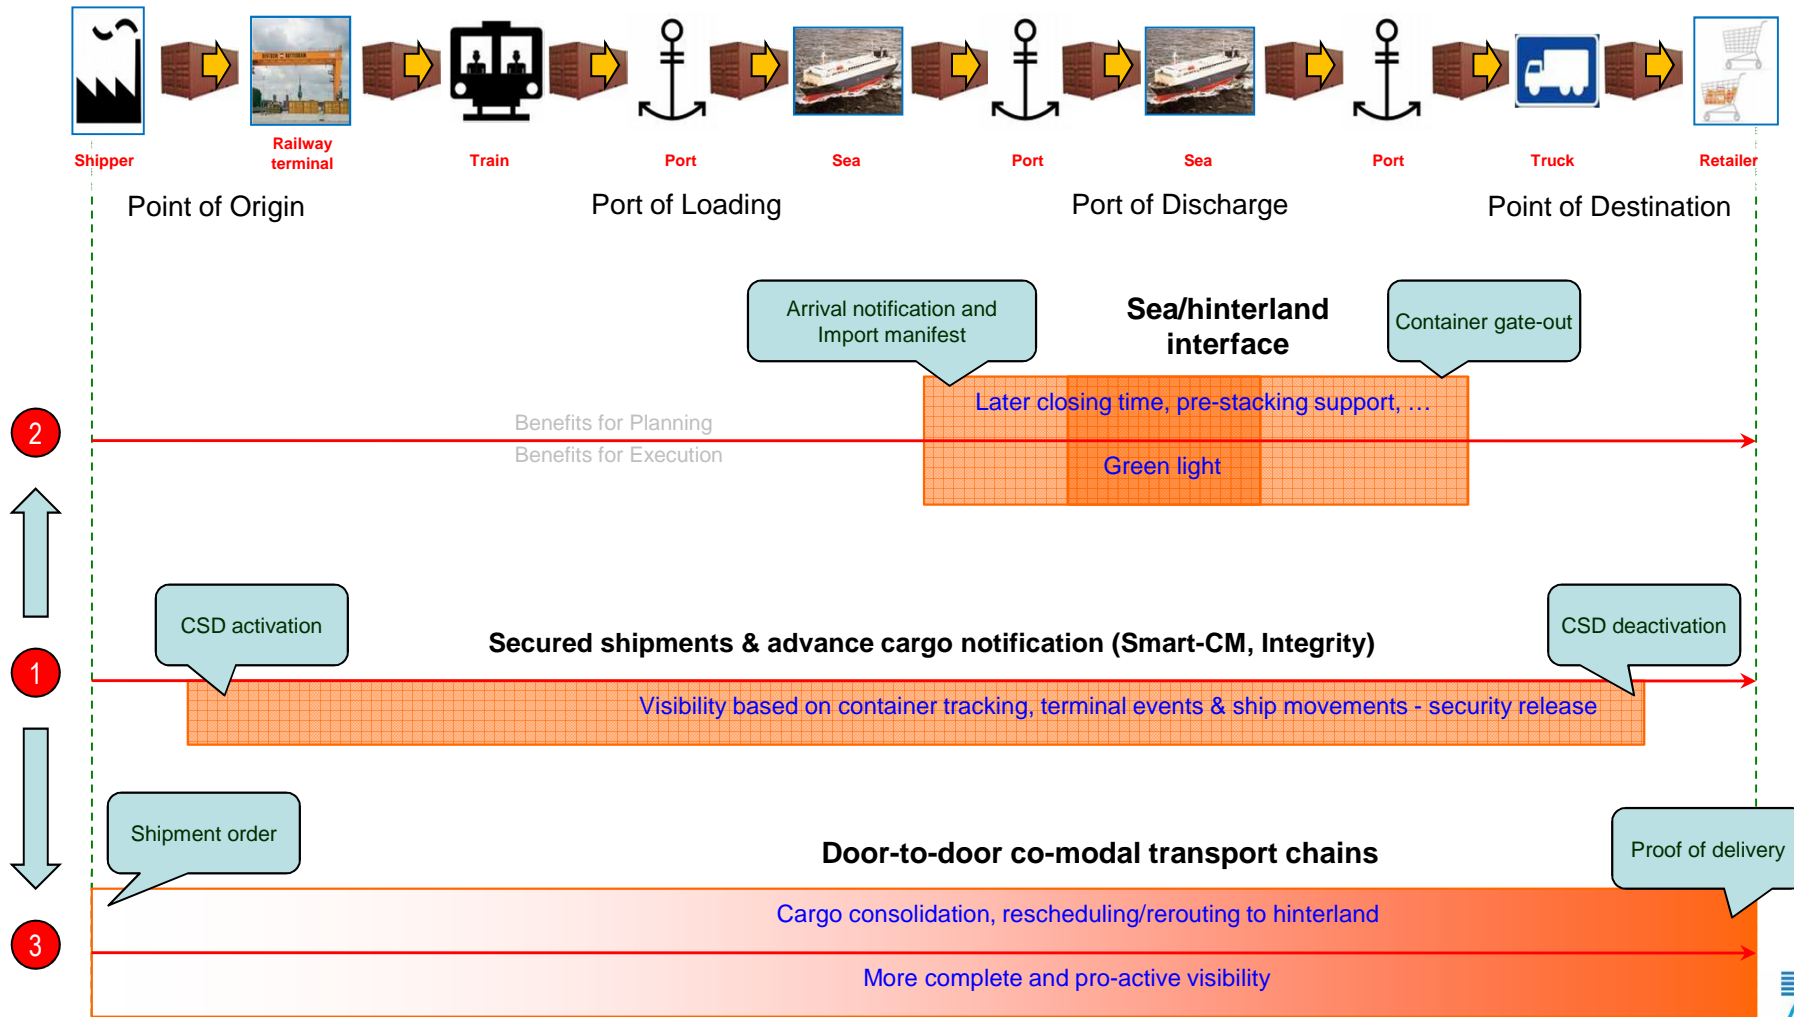 Shipper
Railway
terminal
Train
Port
Sea
Port
Sea
Port
Truck
Retailer
Point of Origin
Port of Loading
Port of Discharge
Point of Destination
Arrival notification and
Import manifest
Sea/hinterland
interface
Container gate-out
Later closing time, pre-stacking support, …
2
Benefits for Planning
Benefits for Execution
Green light
CSD activation
Secured shipments & advance cargo notification (Smart-CM, Integrity)
CSD deactivation
1
Visibility based on container tracking, terminal events & ship movements - security release
Shipment order
Door-to-door co-modal transport chains
Proof of delivery
Cargo consolidation, rescheduling/rerouting to hinterland
3
More complete and pro-active visibility